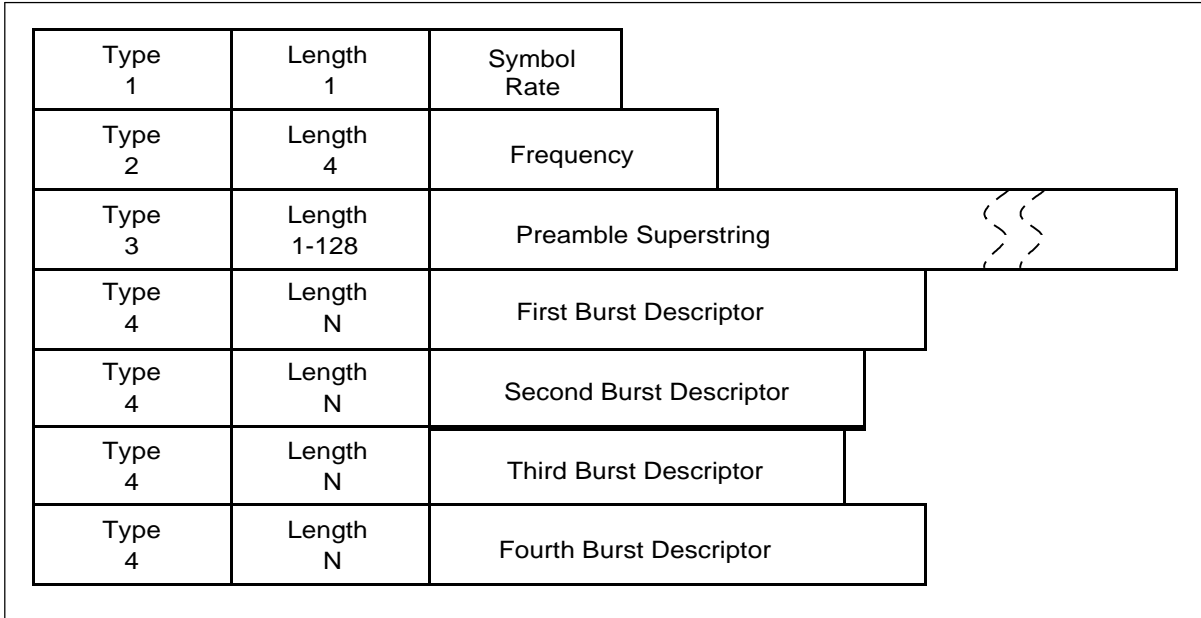 Type Length Symbol
1 1 Rate
Type Length Frequency
2 4
Type Length Preamble Superstring
3 1-128
Type Length First Burst Descriptor
4 N
Type Length Second Burst Descriptor
4 N
Type Length Third Burst Descriptor
4 N
Type Length Fourth Burst Descriptor
4 N